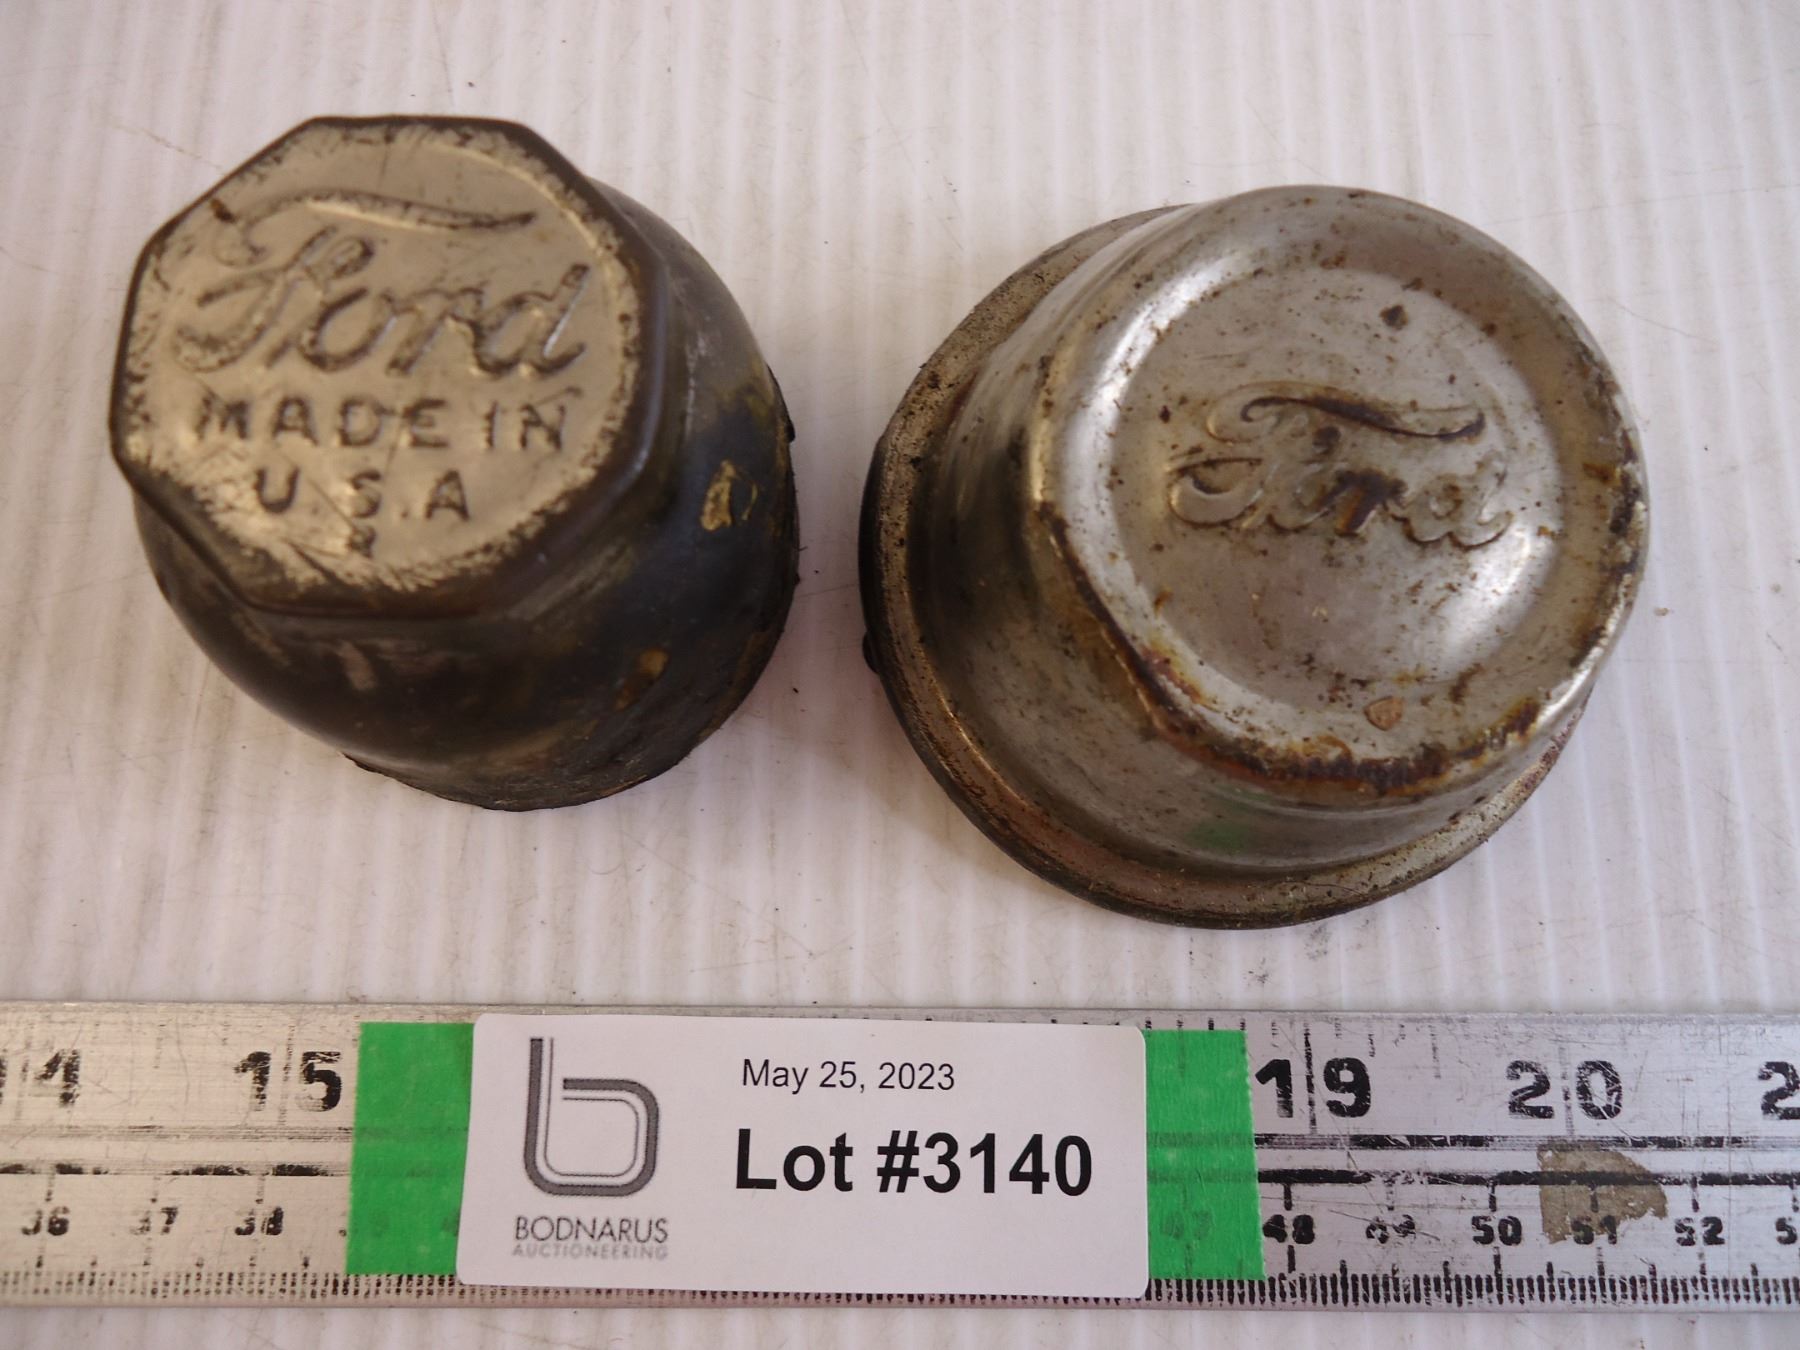 Ford
MADE IN
U.S.A
Ford
15
19
20
May 25, 2023
Lot #3140
BODNARUS
AUCTIONEERING
36 37 38
48 49 50 51 52